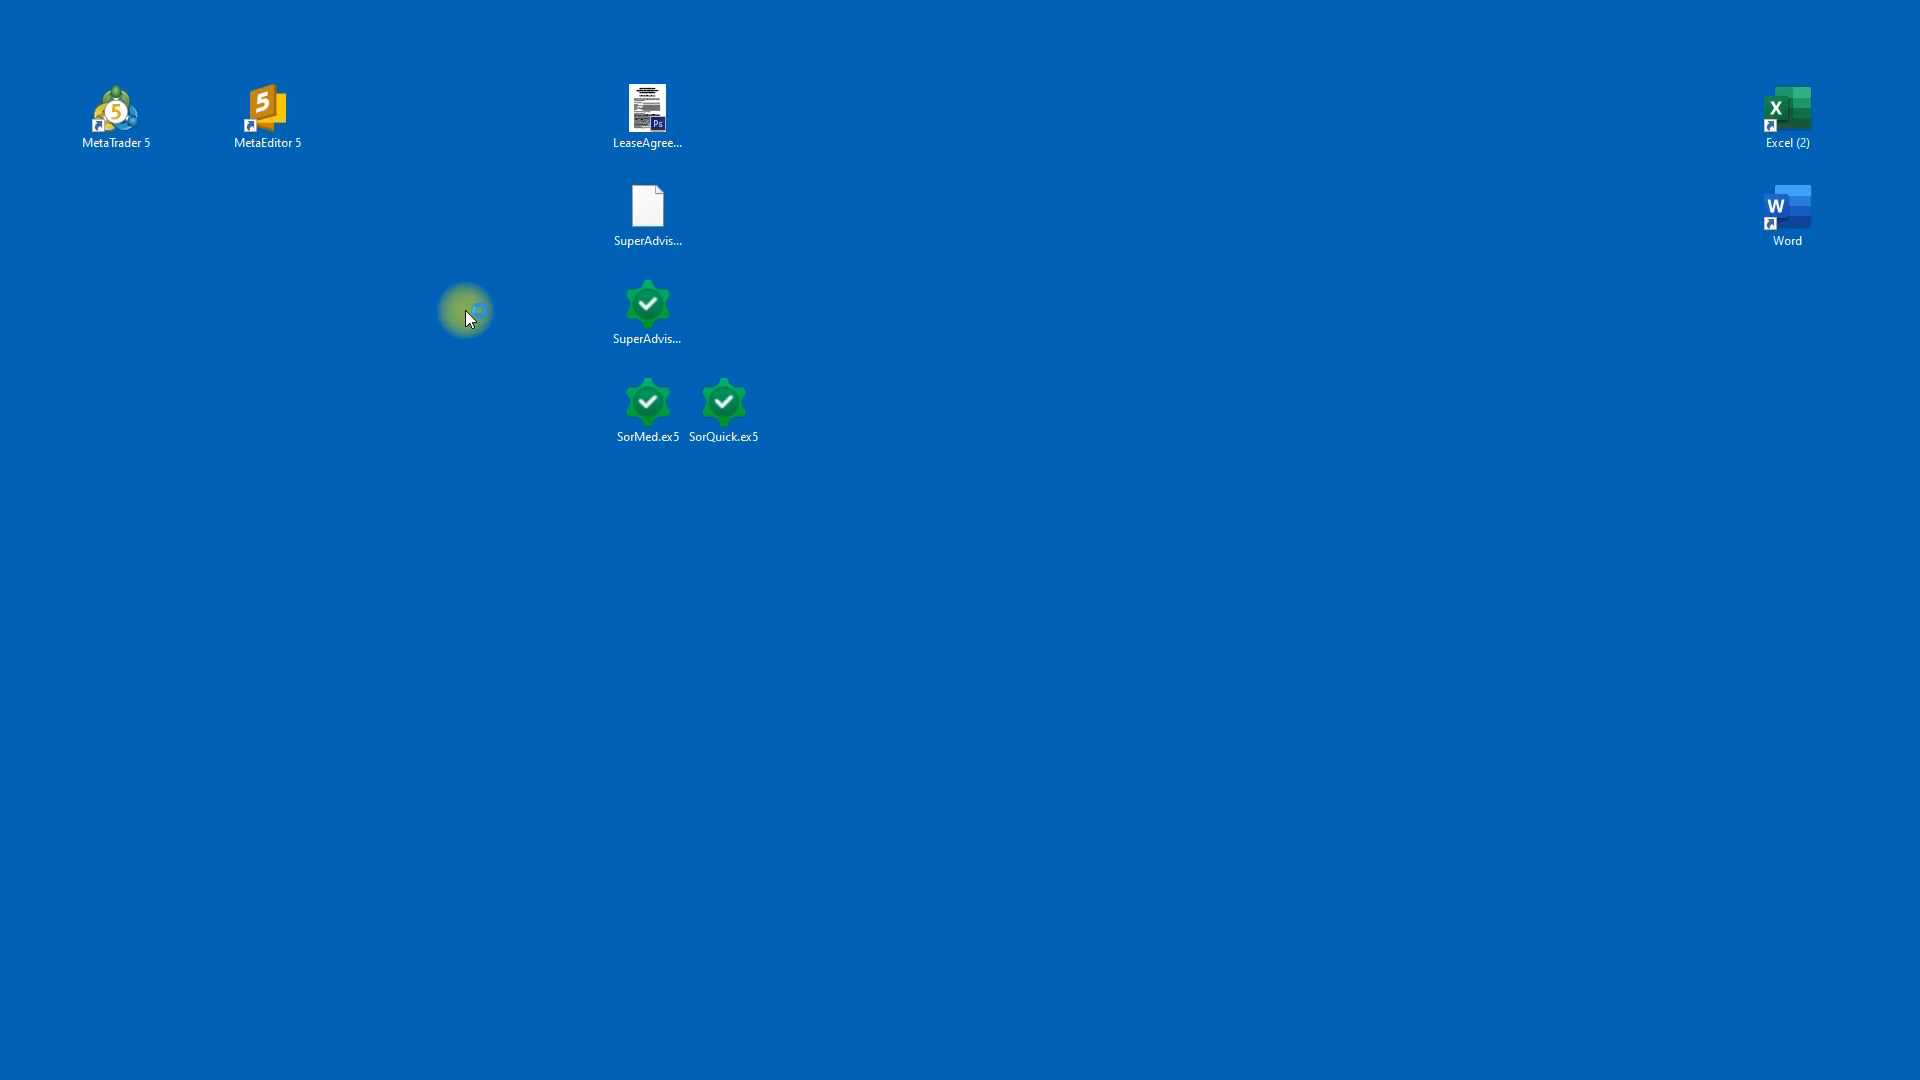 MetaTrader 5
MetaEditor 5
LeaseAgree...
Excel (2)
SuperAdvis...
Word
SuperAdvis...
SorMed.ex5
SorQuick.ex5